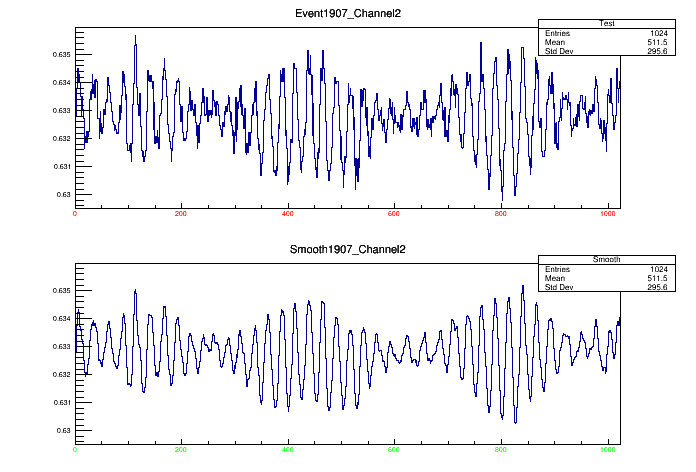 Event1907_Channel2
Test
Entries 1024
Mean 511.5
Std Dev 295.6
0.635
0.634
0.633
0.632
0.631
0.63
0 200 400 600 800 1000
Smooth1907_Channel2
Smooth
Entries 1024
Mean 511.5
Std Dev 295.6
0.635
0.634
0.633
0.632
0.631
0.63
0 200 400 600 800 1000